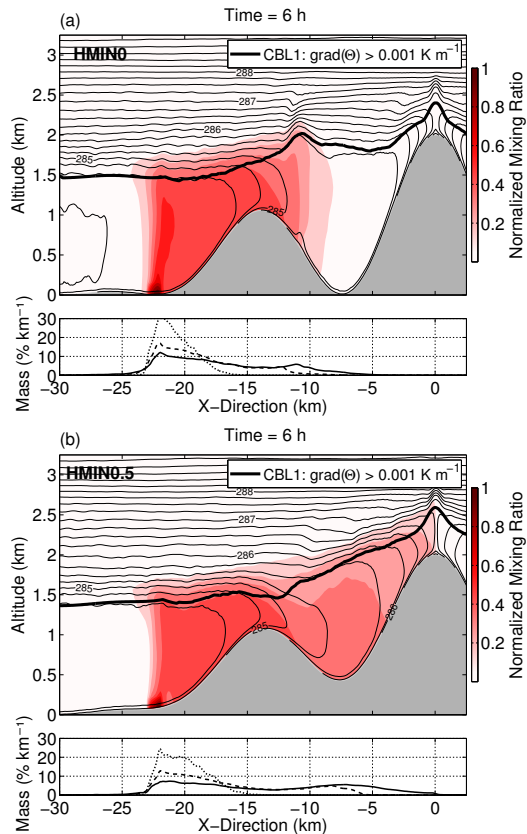 (a) Time = 6 h
HMIN0
CBL1: grad(Θ) > 0.001 K m⁻¹
Altitude (km)
3
2.5
2
1.5
1
0.5
0
288
287
286
285
285
1
0.8
0.6
0.4
0.2
Normalized Mixing Ratio
Mass (% km⁻¹)
30
20
10
0
−30 −25 −20 −15 −10 −5 0
X-Direction (km)
(b) Time = 6 h
HMIN0.5
CBL1: grad(Θ) > 0.001 K m⁻¹
Altitude (km)
3
2.5
2
1.5
1
0.5
0
288
287
286
285
285
286
1
0.8
0.6
0.4
0.2
Normalized Mixing Ratio
Mass (% km⁻¹)
30
20
10
0
−30 −25 −20 −15 −10 −5 0
X-Direction (km)